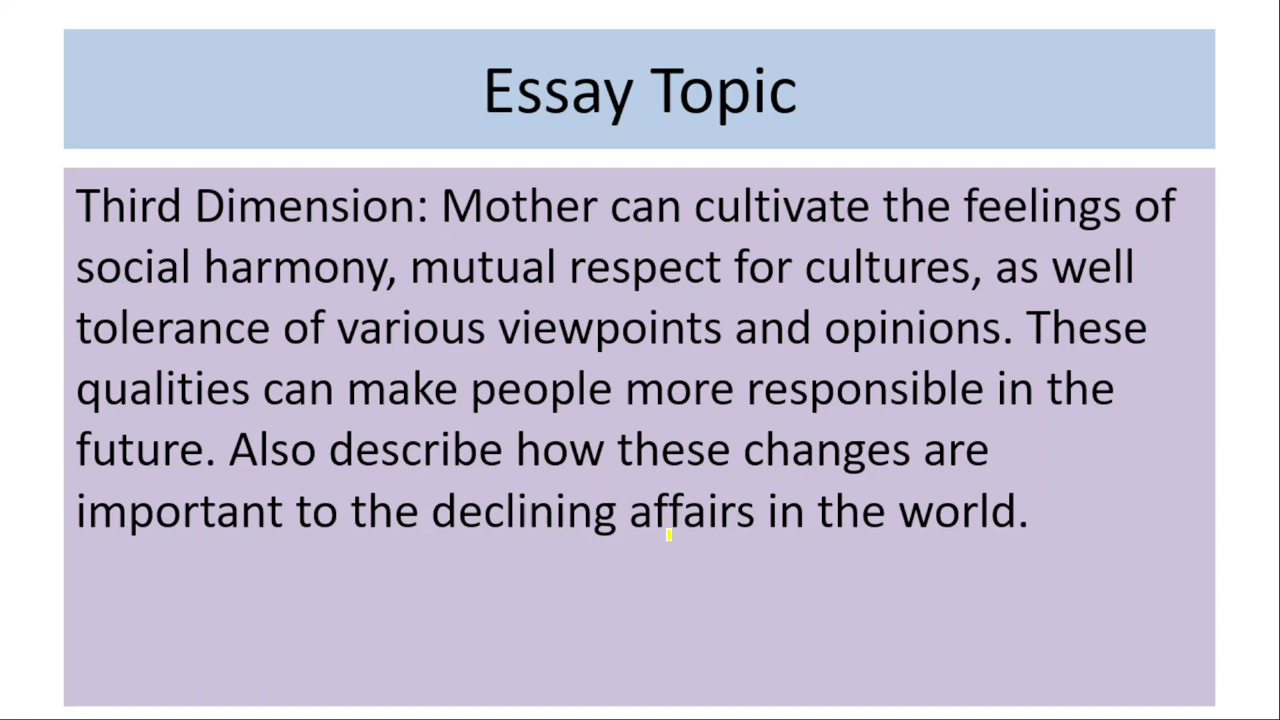 Essay Topic
Third Dimension: Mother can cultivate the feelings of
social harmony, mutual respect for cultures, as well
tolerance of various viewpoints and opinions. These
qualities can make people more responsible in the
future. Also describe how these changes are
important to the declining affairs in the world.